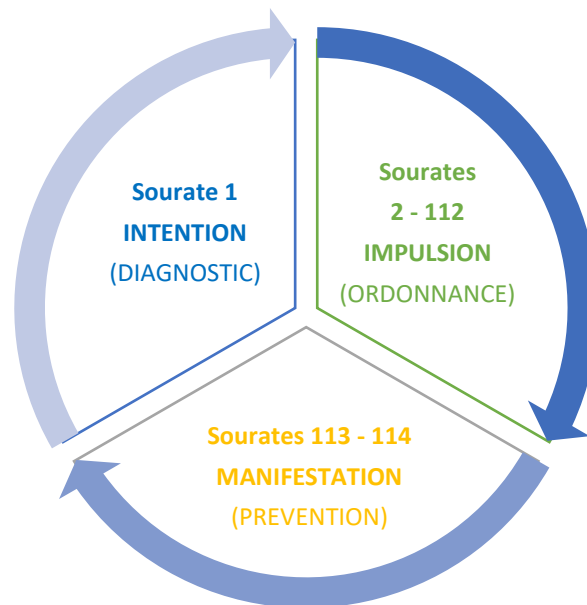 Sourate 1
INTENTION
(DIAGNOSTIC)
Sourates
2 - 112
IMPULSION
(ORDONNANCE)
Sourates 113 - 114
MANIFESTATION
(PREVENTION)